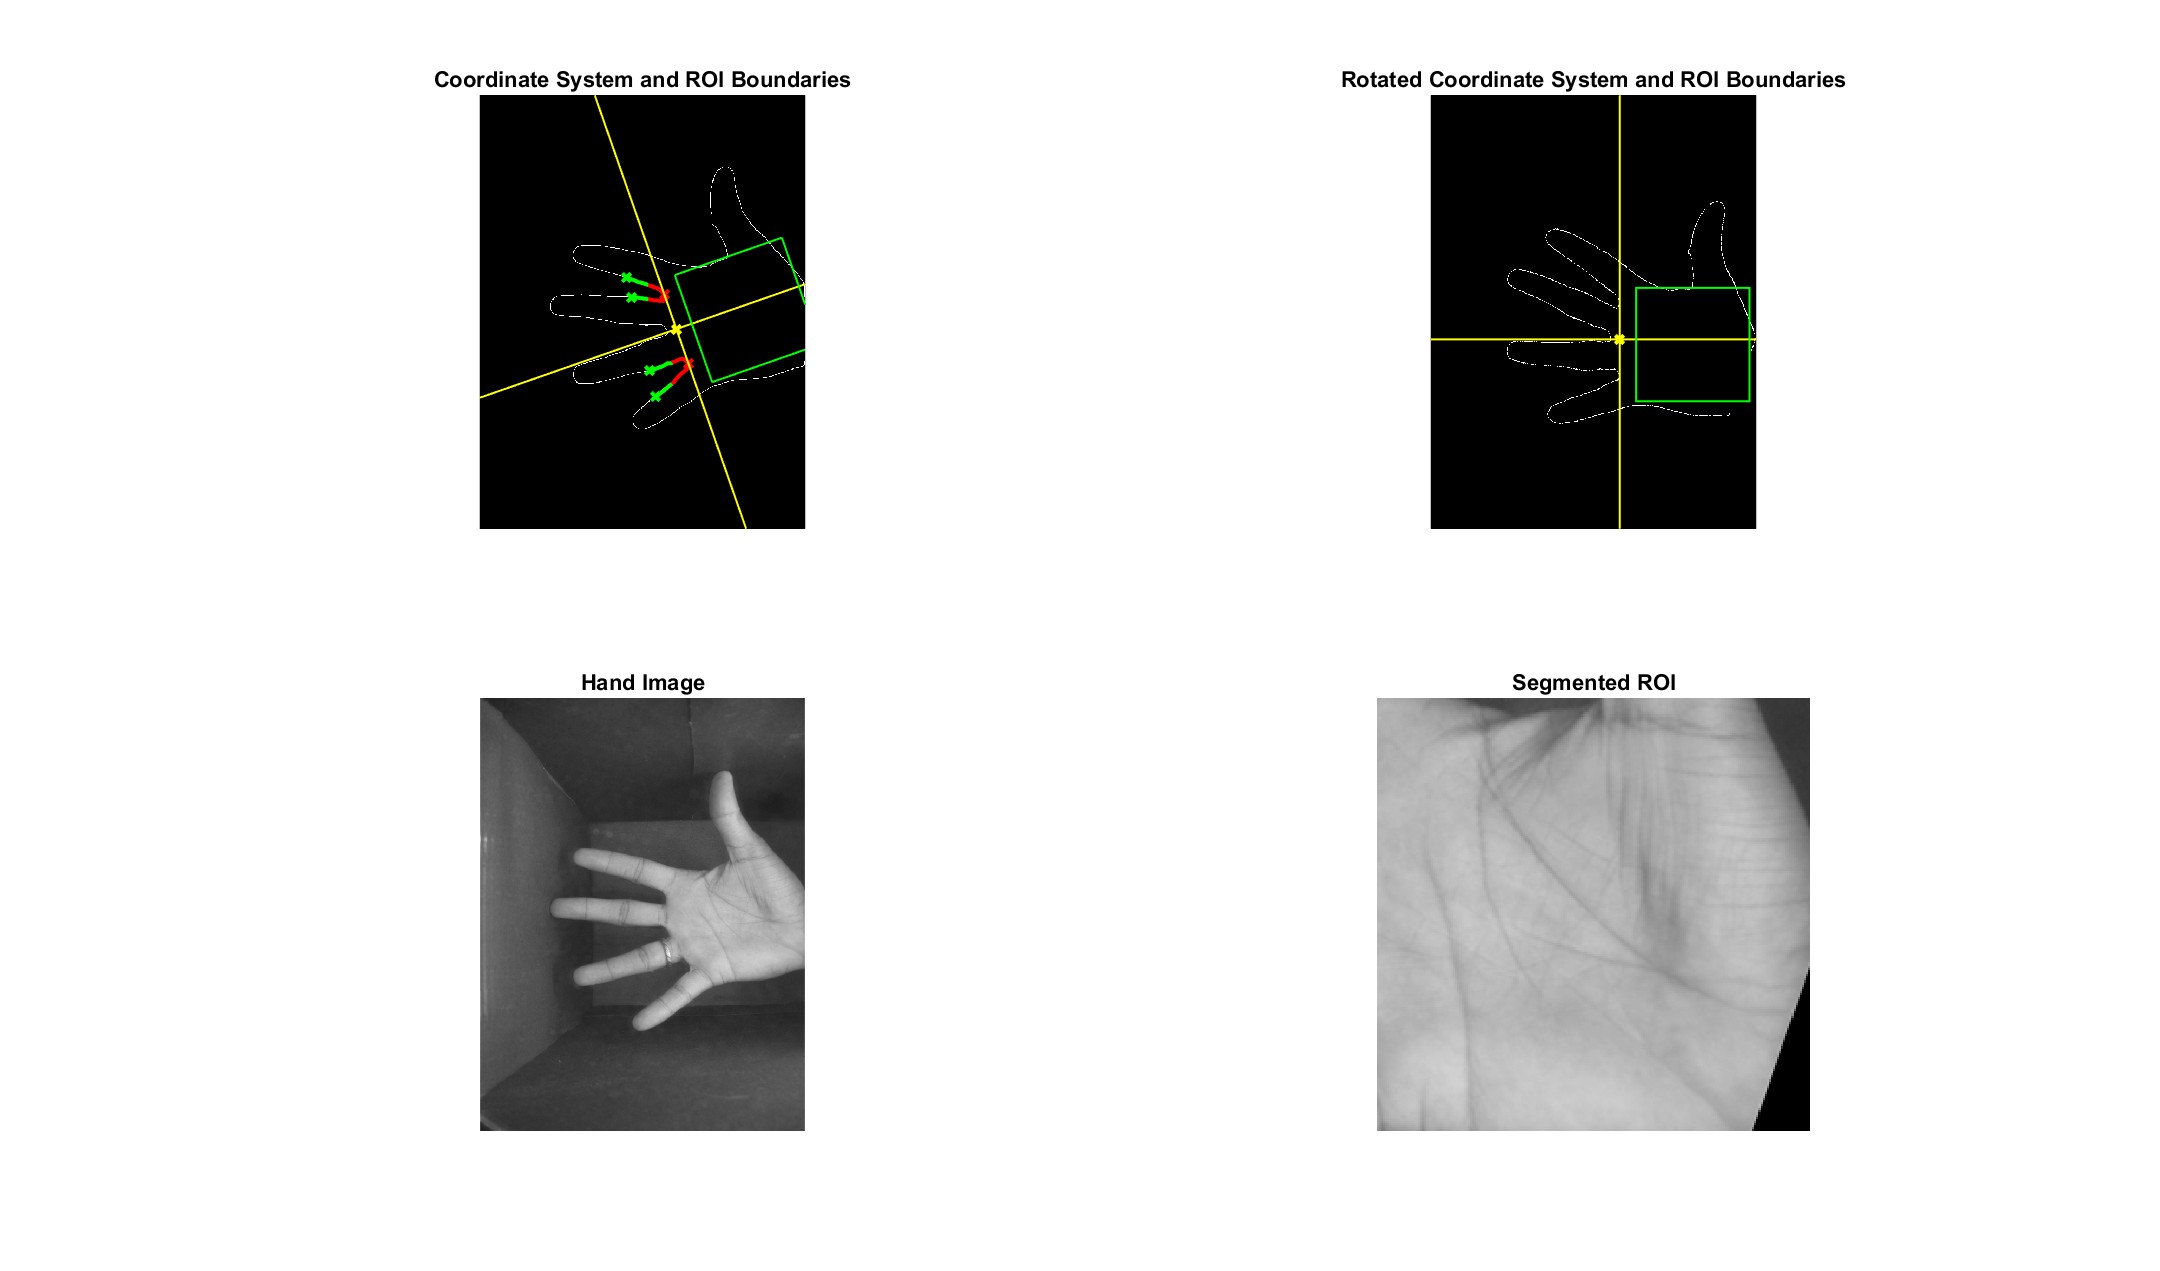 Coordinate System and ROI Boundaries
Rotated Coordinate System and ROI Boundaries
Hand Image
Segmented ROI